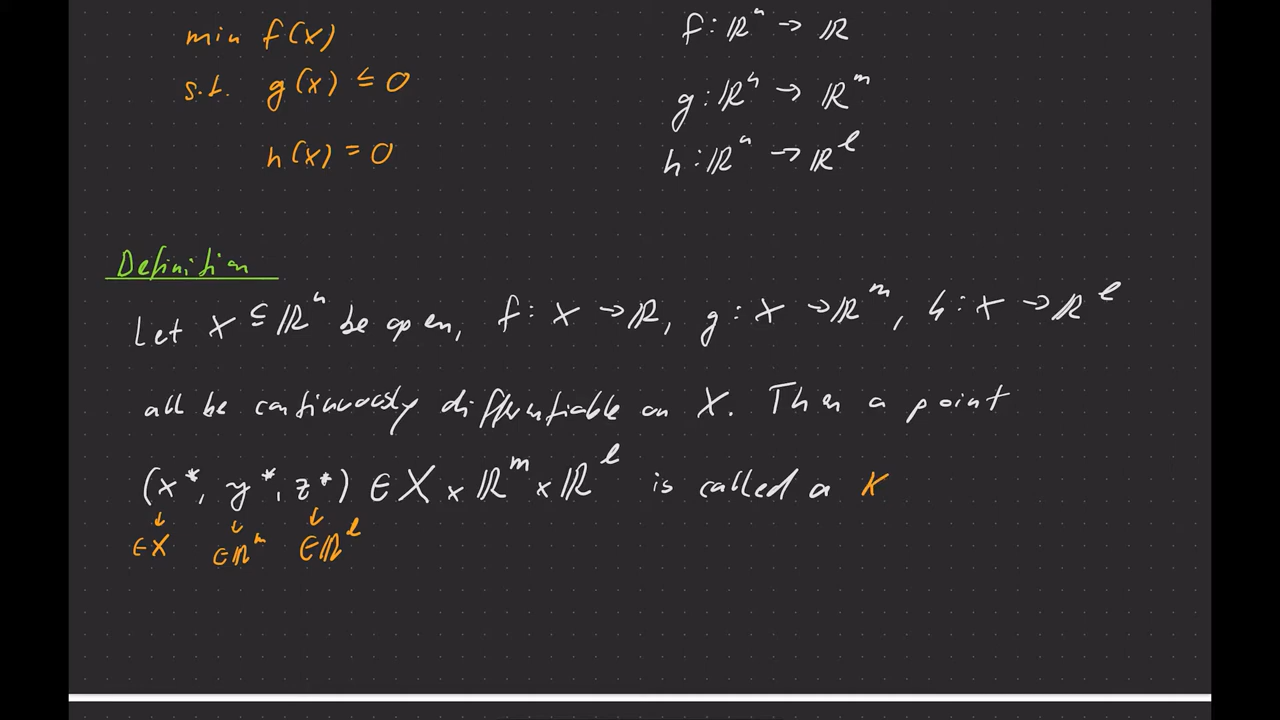 min f(x)
f : ℝⁿ → ℝ
s.t. g(x) ≤ 0
g : ℝⁿ → ℝᵐ
h(x) = 0
h : ℝⁿ → ℝˡ
Definition
Let X ⊆ ℝⁿ be open, f : X → ℝ, g : X → ℝᵐ, h : X → ℝˡ
all be continuously differentiable on X. Then a point
(x*, y*, z*) ∈ X × ℝᵐ × ℝˡ is called a K
↓ ↓ ↓
∈X ∈ℝᵐ ∈ℝˡ